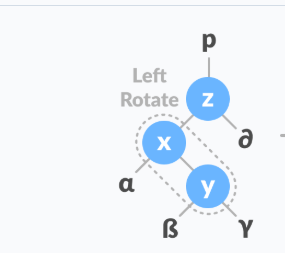 p
Left
Rotate
z
x
∂
α
y
ß
γ